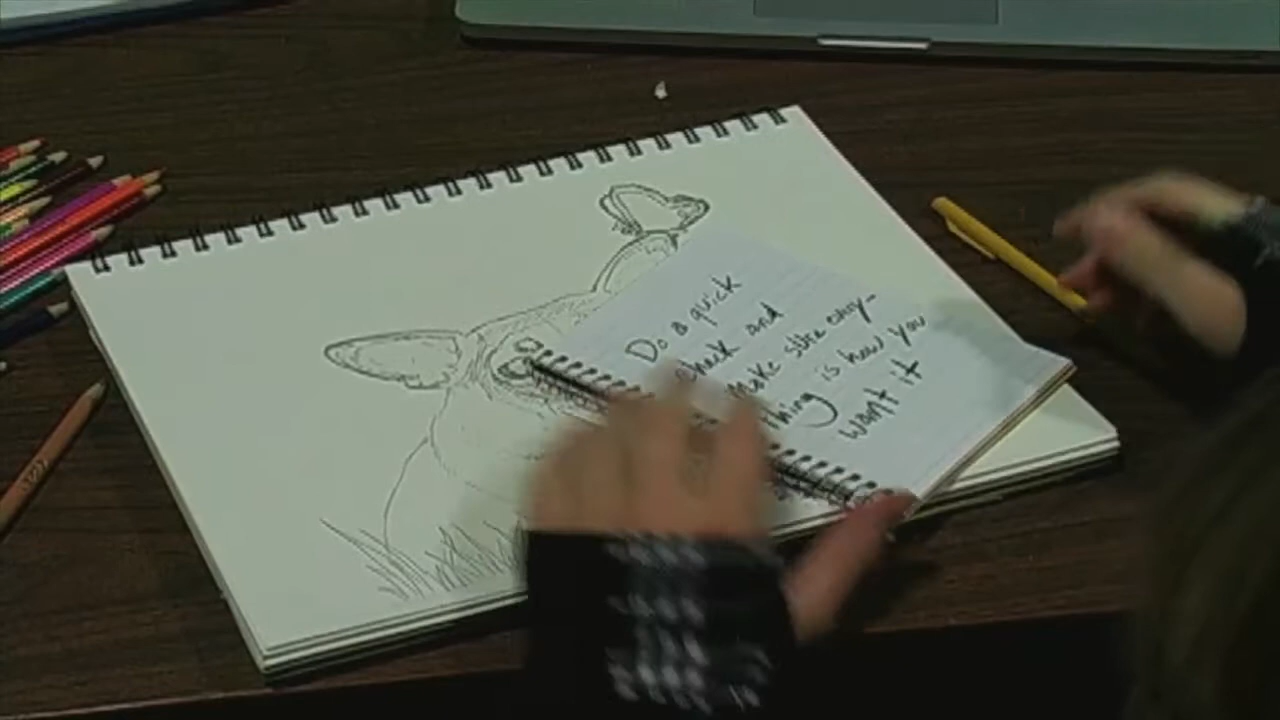 Do a quick
check and
make sure every-
thing is how you
want it